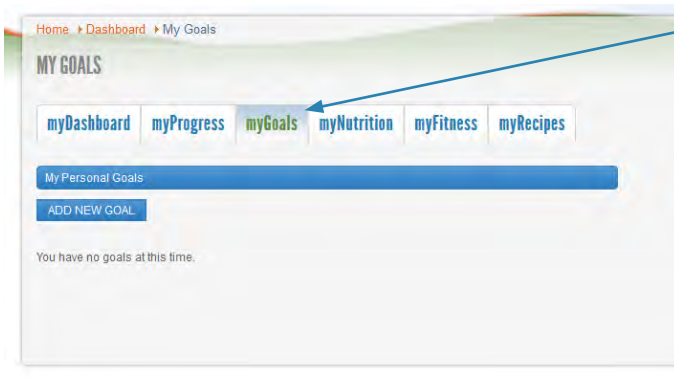 Home Dashboard My Goals
MY GOALS
myDashboard myProgress myGoals myNutrition myFitness myRecipes
My Personal Goals
ADD NEW GOAL
You have no goals at this time.